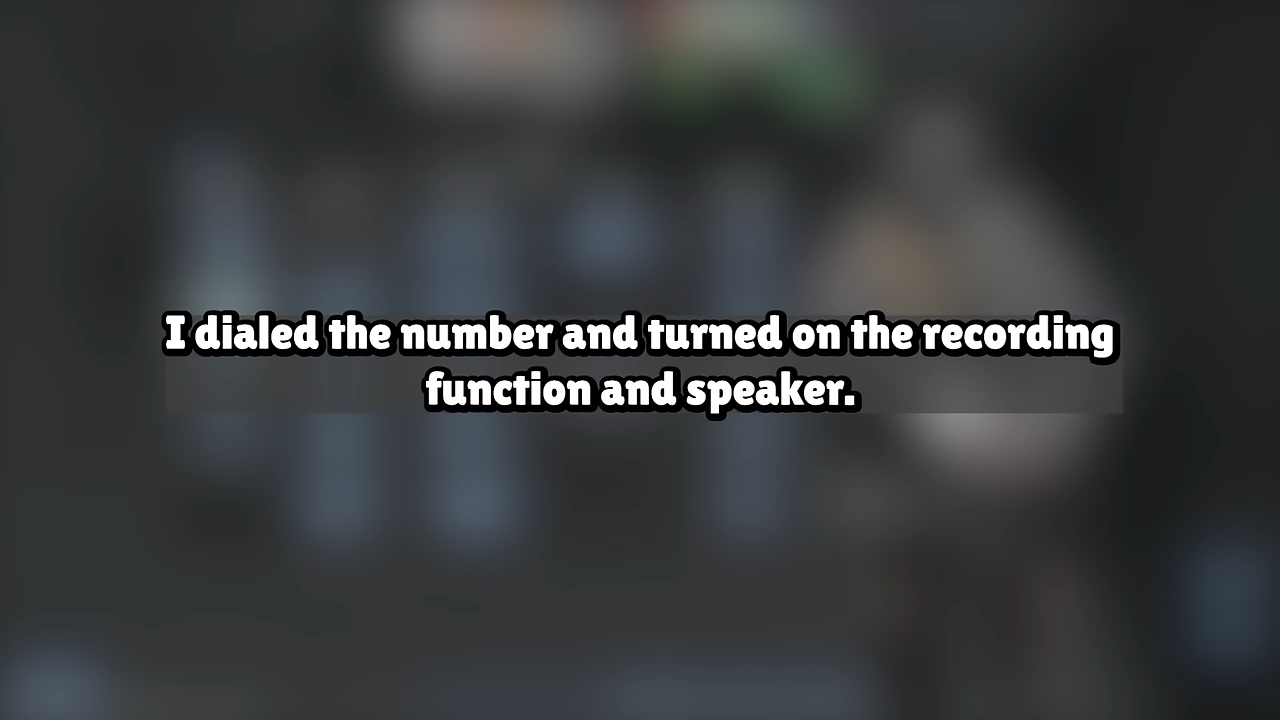 I dialed the number and turned on the recording
function and speaker.